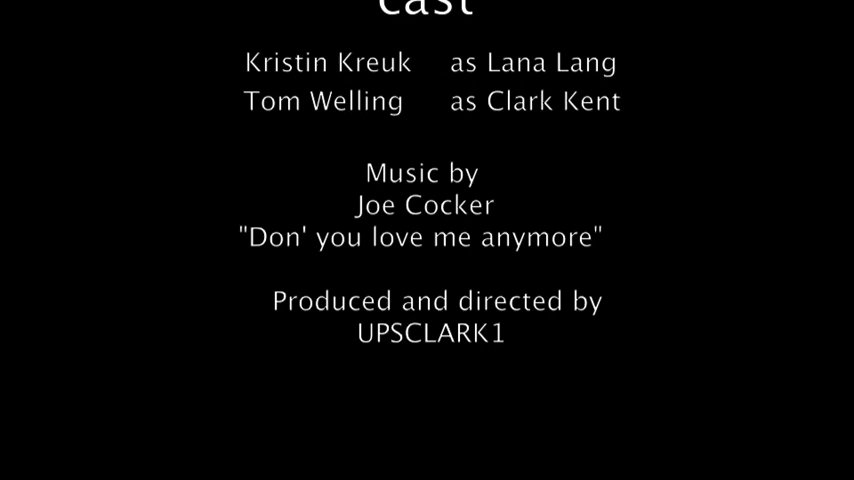 cast
Kristin Kreuk as Lana Lang
Tom Welling as Clark Kent
Music by
Joe Cocker
"Don' you love me anymore"
Produced and directed by
UPSCLARK1